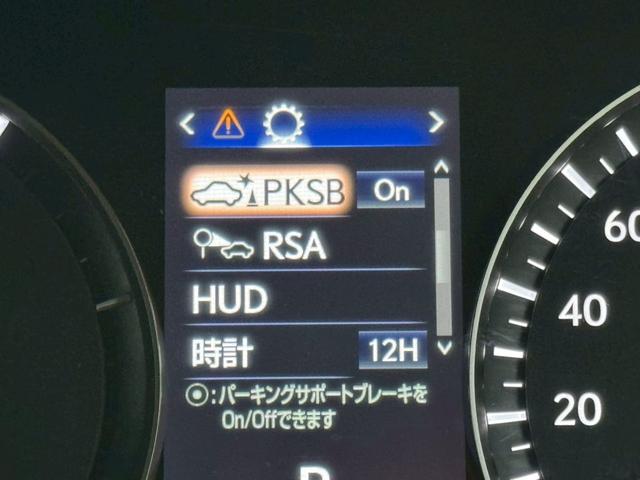 PKSB On
RSA
HUD
時計 12H
⦿:パーキングサポートブレーキを
On/Offできます
60
40
20